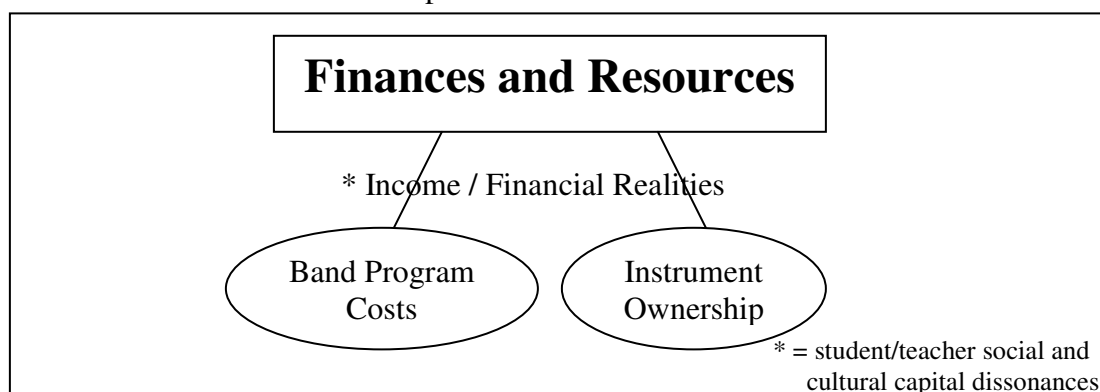 Finances and Resources
* Income / Financial Realities
Band Program
Costs
Instrument
Ownership
* = student/teacher social and
cultural capital dissonances